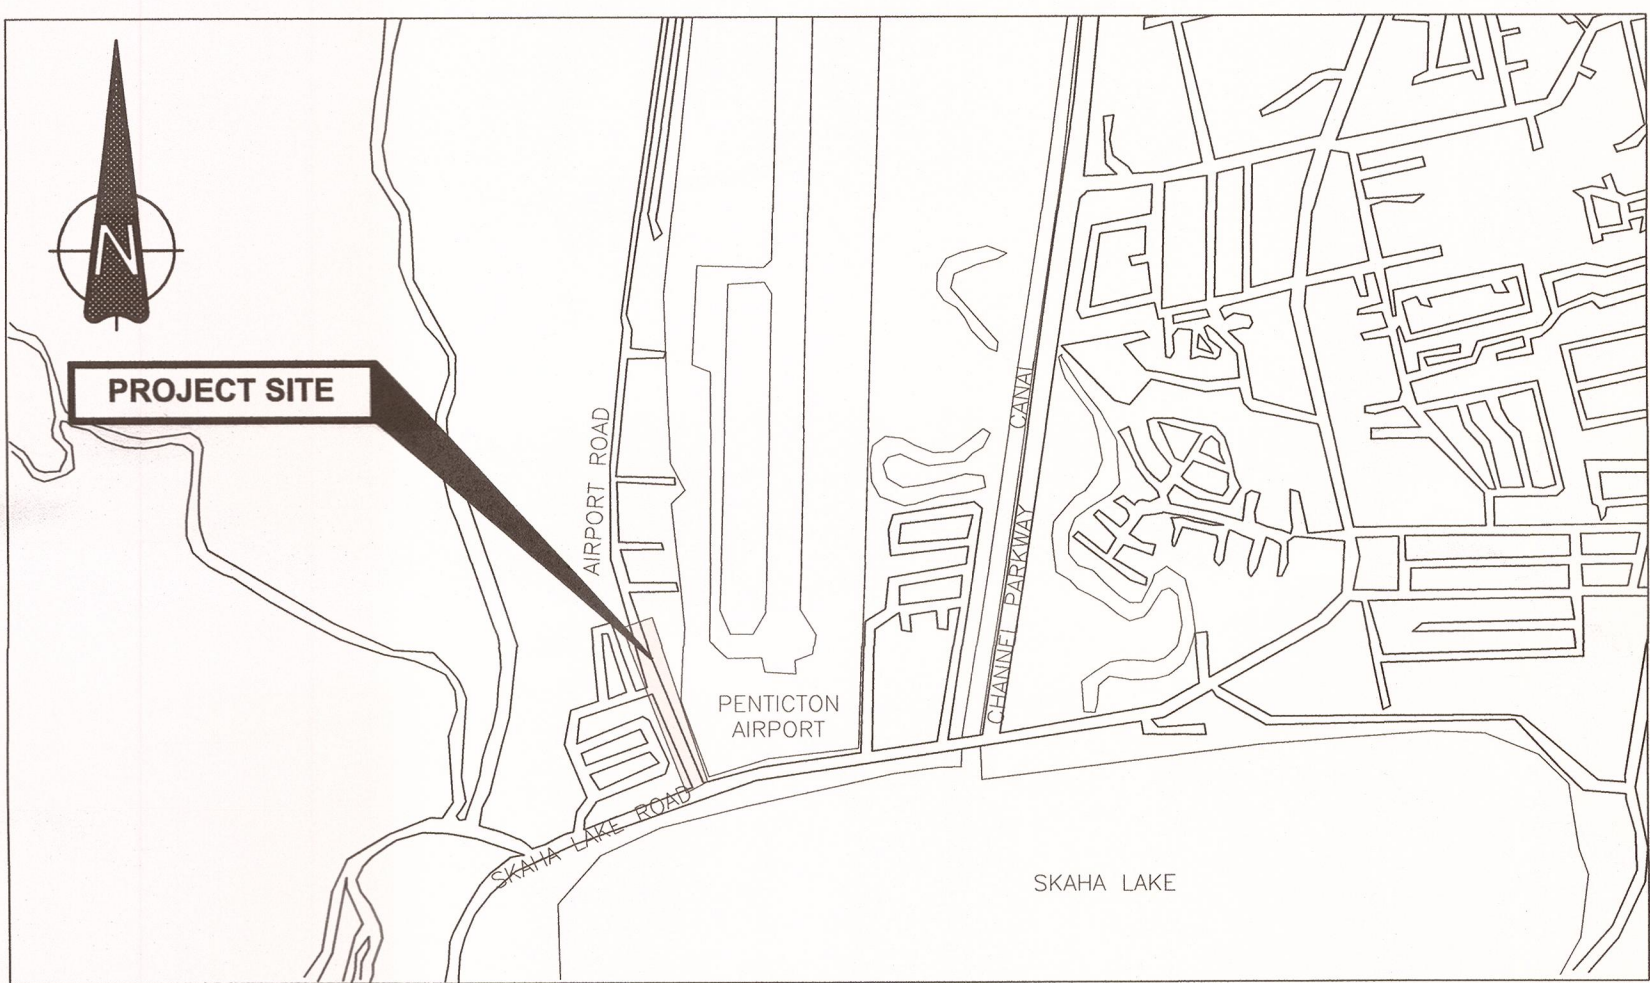 N
PROJECT SITE
AIRPORT ROAD
CANAL
CHANNEL PARKWAY
PENTICTON
AIRPORT
SKAHA LAKE ROAD
SKAHA LAKE